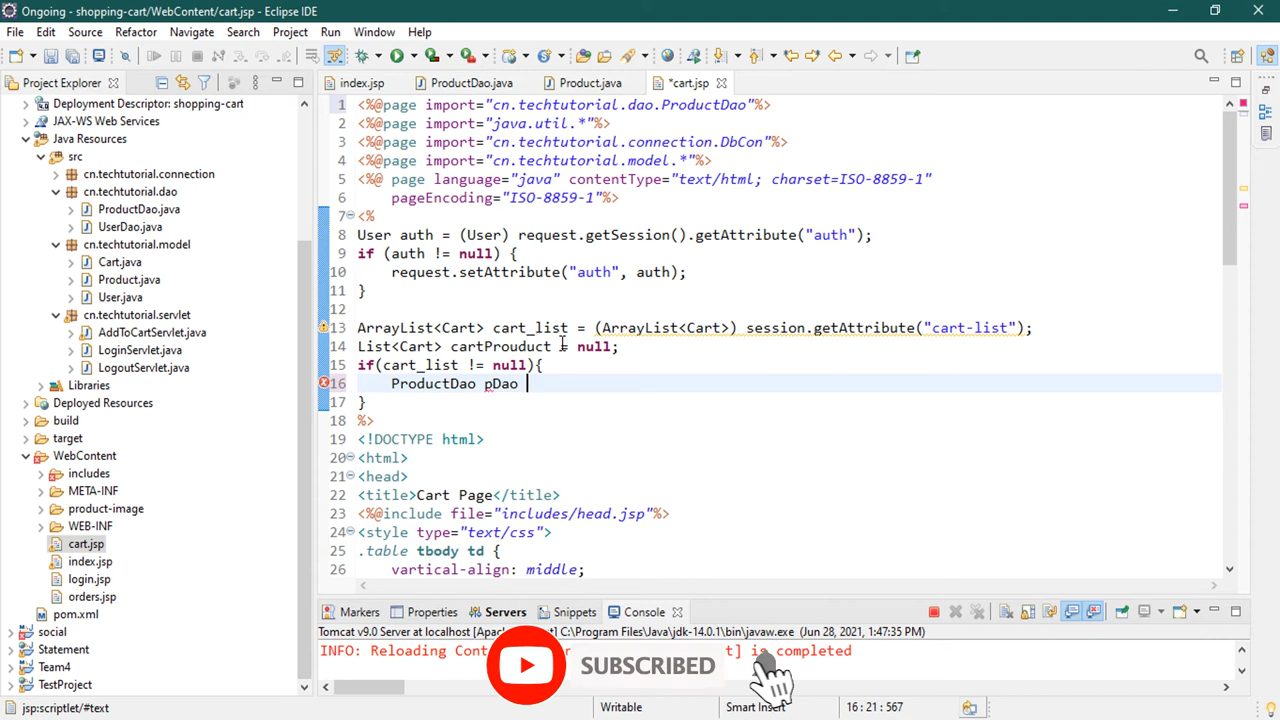 Ongoing - shopping-cart/WebContent/cart.jsp - Eclipse IDE
File Edit Source Refactor Navigate Search Project Run Window Help
Project Explorer
index.jsp ProductDao.java Product.java *cart.jsp
Deployment Descriptor: shopping-cart
JAX-WS Web Services
Java Resources
src
cn.techtutorial.connection
cn.techtutorial.dao
ProductDao.java
UserDao.java
cn.techtutorial.model
Cart.java
Product.java
User.java
cn.techtutorial.servlet
AddToCartServlet.java
LoginServlet.java
LogoutServlet.java
Libraries
Deployed Resources
build
target
WebContent
includes
META-INF
product-image
WEB-INF
cart.jsp
index.jsp
login.jsp
orders.jsp
pom.xml
social
Statement
Team4
TestProject
1 <%@page import="cn.techtutorial.dao.ProductDao"%>
2 <%@page import="java.util.*"%>
3 <%@page import="cn.techtutorial.connection.DbCon"%>
4 <%@page import="cn.techtutorial.model.*"%>
5 <%@ page language="java" contentType="text/html; charset=ISO-8859-1"
6 pageEncoding="ISO-8859-1"%>
7 <%
8 User auth = (User) request.getSession().getAttribute("auth");
9 if (auth != null) {
10 request.setAttribute("auth", auth);
11 }
12
13 ArrayList<Cart> cart_list = (ArrayList<Cart>) session.getAttribute("cart-list");
14 List<Cart> cartProuduct = null;
15 if(cart_list != null){
16 ProductDao pDao
17 }
18 %>
19 <!DOCTYPE html>
20 <html>
21 <head>
22 <title>Cart Page</title>
23 <%@include file="includes/head.jsp"%>
24 <style type="text/css">
25 .table tbody td {
26 vartical-align: middle;
Markers Properties Servers Snippets Console
Tomcat v9.0 Server at localhost [Apac C:\Program Files\Java\jdk-14.0.1\bin\javaw.exe (Jun 28, 2021, 1:47:35 PM)
INFO: Reloading Cont t] is completed
SUBSCRIBED
jsp:scriptlet/#text Writable Smart Insert 16 : 21 : 567